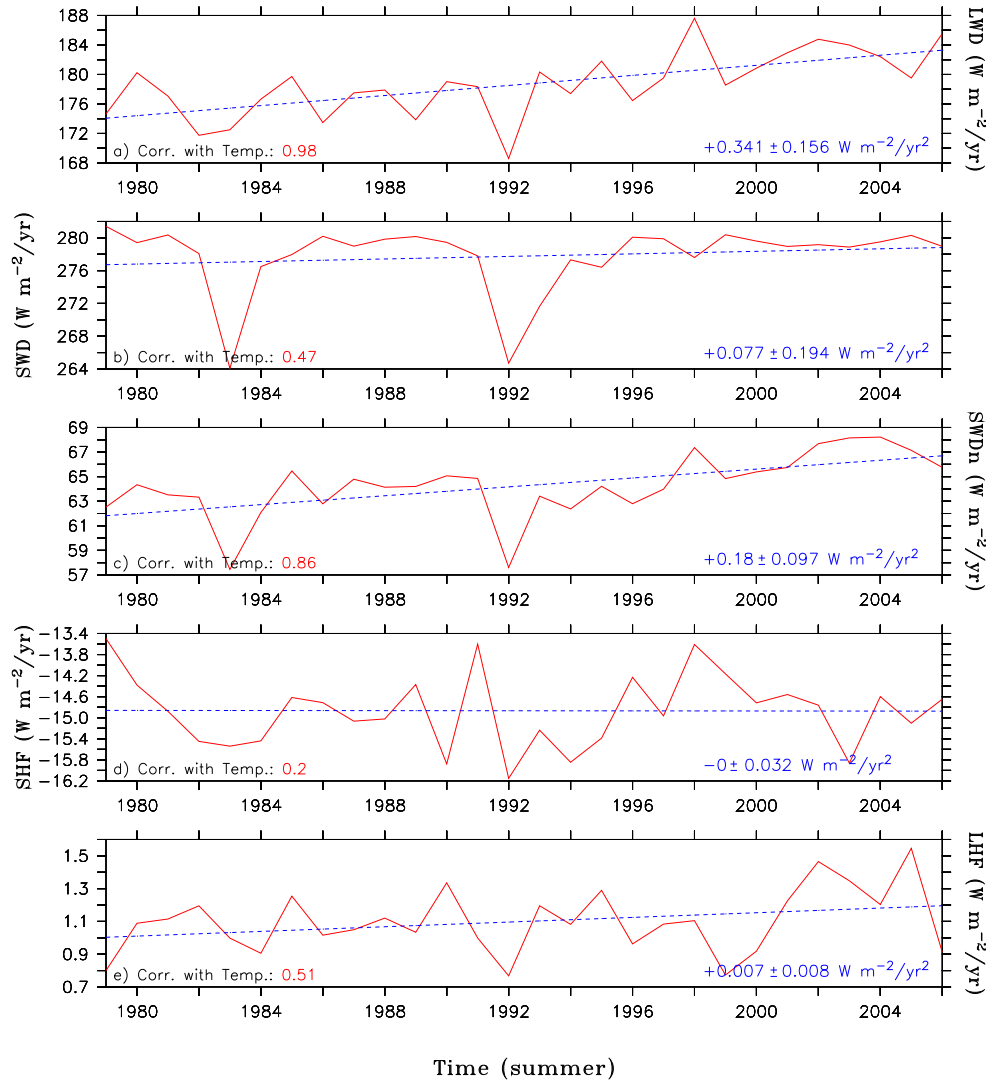 188
184
180
176
172
168
LWD (W m−2/yr)
a) Corr. with Temp.: 0.98
+0.341 ± 0.156 W m−2/yr2
1980 1984 1988 1992 1996 2000 2004
SWD (W m−2/yr)
280
276
272
268
264
b) Corr. with Temp.: 0.47
+0.077 ± 0.194 W m−2/yr2
1980 1984 1988 1992 1996 2000 2004
69
67
65
63
61
59
57
SWDn (W m−2/yr)
c) Corr. with Temp.: 0.86
+0.18 ± 0.097 W m−2/yr2
1980 1984 1988 1992 1996 2000 2004
SHF (W m−2/yr)
−13.4
−13.8
−14.2
−14.6
−15.0
−15.4
−15.8
−16.2
d) Corr. with Temp.: 0.2
−0 ± 0.032 W m−2/yr2
1980 1984 1988 1992 1996 2000 2004
1.5
1.3
1.1
0.9
0.7
LHF (W m−2/yr)
e) Corr. with Temp.: 0.51
+0.007 ± 0.008 W m−2/yr2
1980 1984 1988 1992 1996 2000 2004
Time (summer)